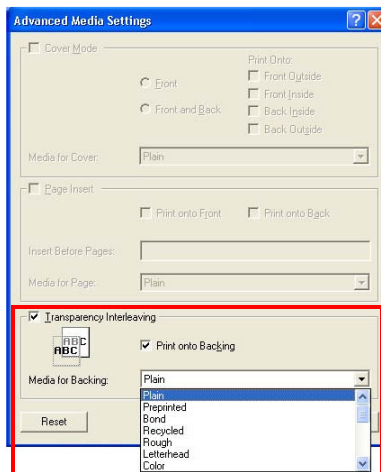 Advanced Media Settings
Cover Mode
Print Onto:
Front
Front Outside
Front Inside
Front and Back
Back Inside
Back Outside
Media for Cover:
Plain
Page Insert
Print onto Front
Print onto Back
Insert Before Pages:
Media for Page:
Plain
Transparency Interleaving
ABC
ABC
Print onto Backing
Media for Backing:
Plain
Plain
Preprinted
Bond
Recycled
Rough
Letterhead
Color
Reset